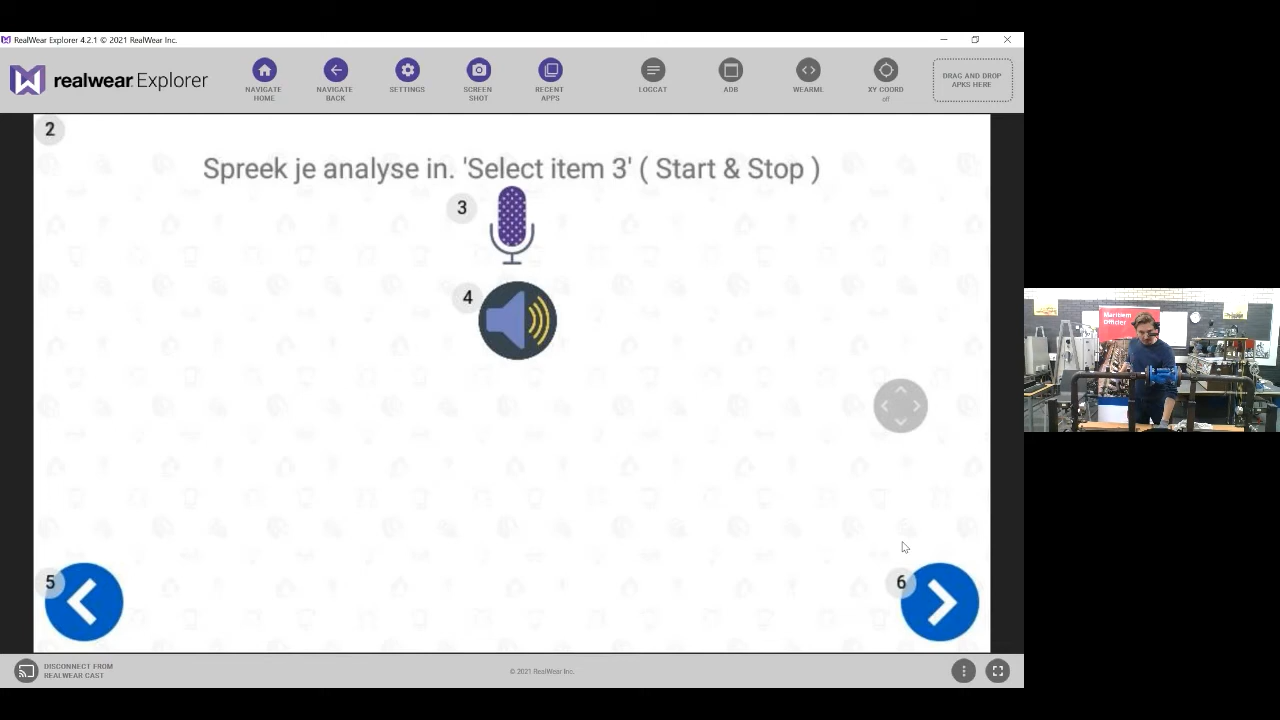 RealWear Explorer 4.2.1 © 2021 RealWear Inc.
realwear Explorer
NAVIGATE HOME
NAVIGATE BACK
SETTINGS
SCREEN SHOT
RECENT APPS
LOGCAT
ADB
WEARML
XY COORD
off
DRAG AND DROP APKS HERE
2
Spreek je analyse in. 'Select item 3' ( Start & Stop )
3
4
5
6
DISCONNECT FROM
REALWEAR CAST
© 2021 RealWear Inc.
Maritiem
Officier